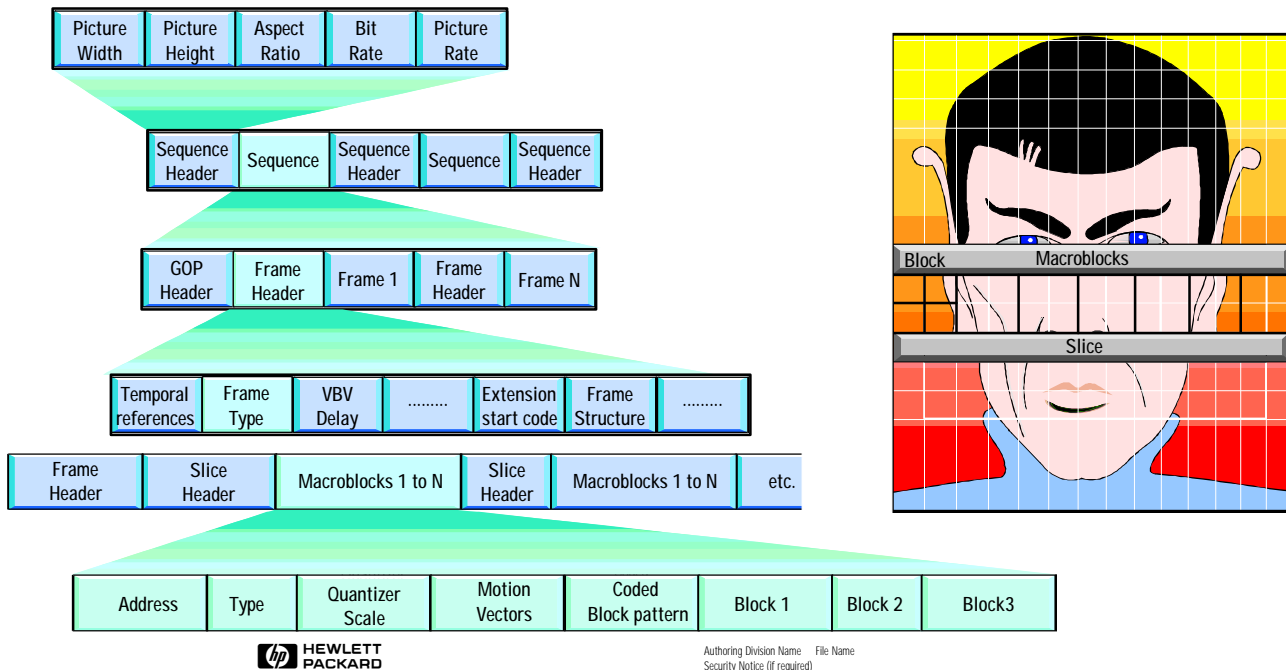 Picture Width
Picture Height
Aspect Ratio
Bit Rate
Picture Rate
Sequence Header
Sequence
Sequence Header
Sequence
Sequence Header
GOP Header
Frame Header
Frame 1
Frame Header
Frame N
Temporal references
Frame Type
VBV Delay
.........
Extension start code
Frame Structure
.........
Frame Header
Slice Header
Macroblocks 1 to N
Slice Header
Macroblocks 1 to N
etc.
Address
Type
Quantizer Scale
Motion Vectors
Coded Block pattern
Block 1
Block 2
Block3
Block
Macroblocks
Slice
hp HEWLETT PACKARD
Authoring Division Name File Name
Security Notice (if required)